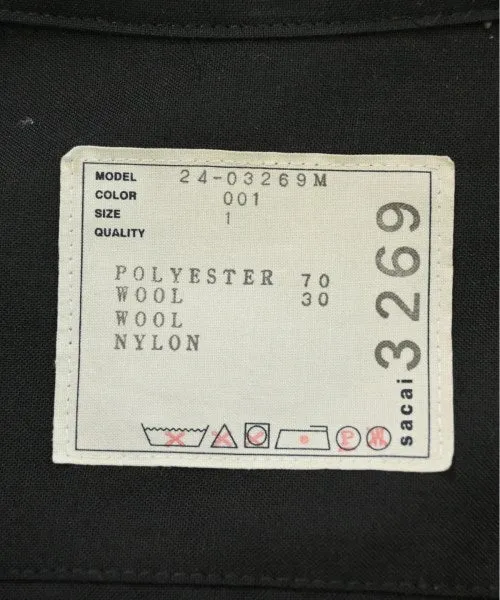 MODEL 24-03269M
COLOR 001
SIZE 1
QUALITY
POLYESTER 70
WOOL 30
WOOL
NYLON
P W
sacai 3269